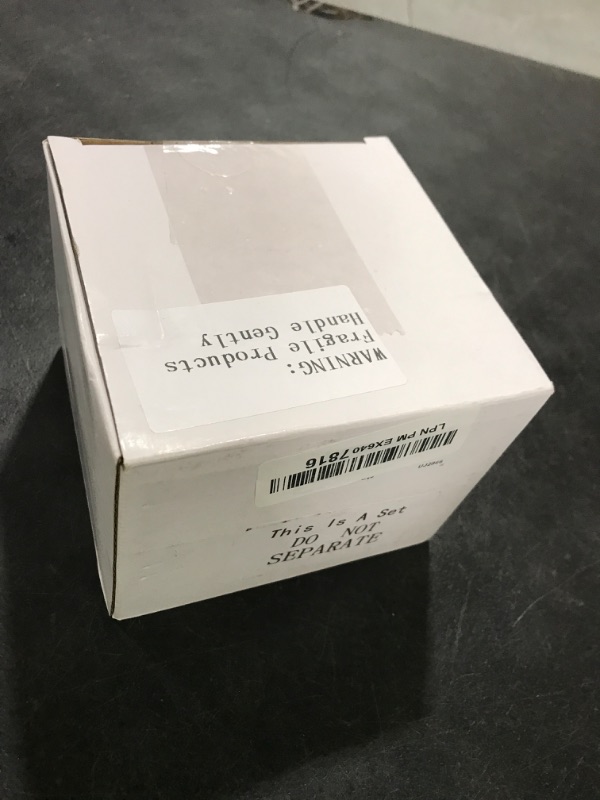 WARNING:
Fragile Products
Handle Gently
LPN PM EX640 7816
This Is A Set
DO NOT
SEPARATE